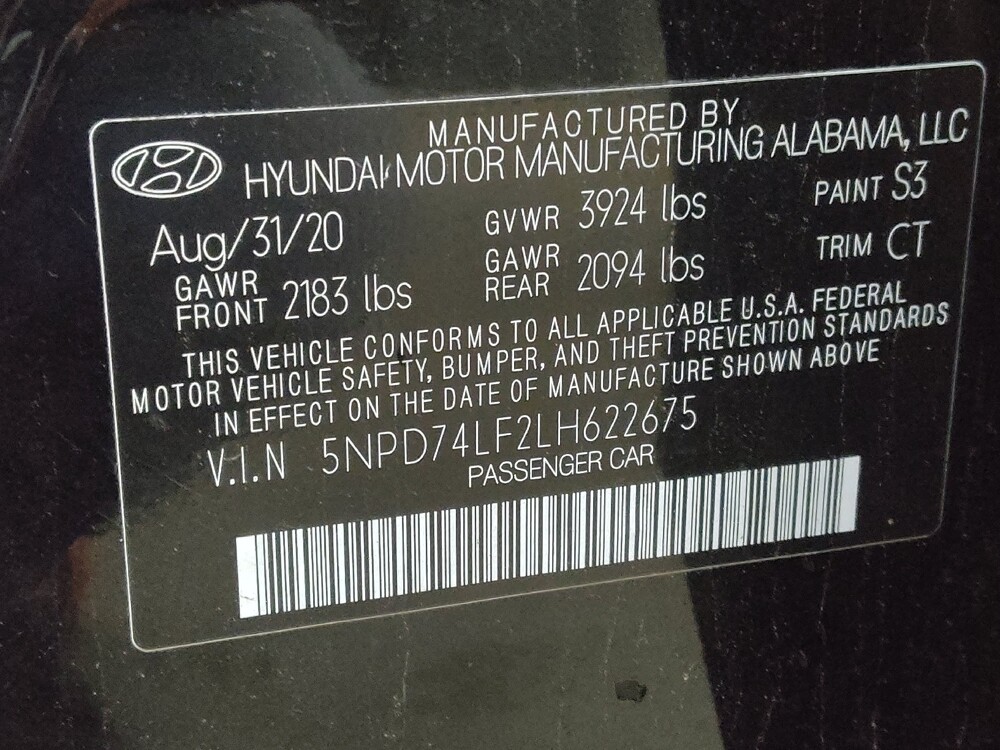 MANUFACTURED BY
HYUNDAI MOTOR MANUFACTURING ALABAMA, LLC
Aug/31/20 GVWR 3924 lbs PAINT S3
GAWR FRONT 2183 lbs GAWR REAR 2094 lbs TRIM CT
THIS VEHICLE CONFORMS TO ALL APPLICABLE U.S.A. FEDERAL
MOTOR VEHICLE SAFETY, BUMPER, AND THEFT PREVENTION STANDARDS
IN EFFECT ON THE DATE OF MANUFACTURE SHOWN ABOVE
V.I.N 5NPD74LF2LH622675
PASSENGER CAR